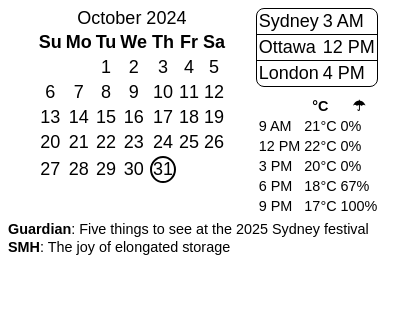 October 2024
Su Mo Tu We Th Fr Sa
1 2 3 4 5
6 7 8 9 10 11 12
13 14 15 16 17 18 19
20 21 22 23 24 25 26
27 28 29 30 31
Sydney 3 AM
Ottawa 12 PM
London 4 PM
°C ☂
9 AM 21°C 0%
12 PM 22°C 0%
3 PM 20°C 0%
6 PM 18°C 67%
9 PM 17°C 100%
Guardian: Five things to see at the 2025 Sydney festival
SMH: The joy of elongated storage